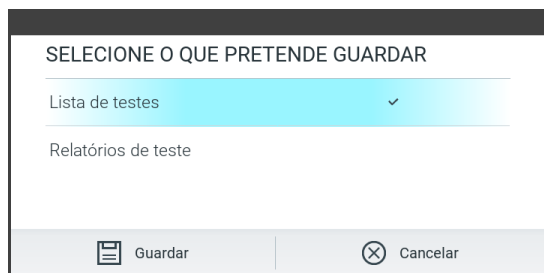 SELECIONE O QUE PRETENDE GUARDAR
Lista de testes
Relatórios de teste
Guardar Cancelar